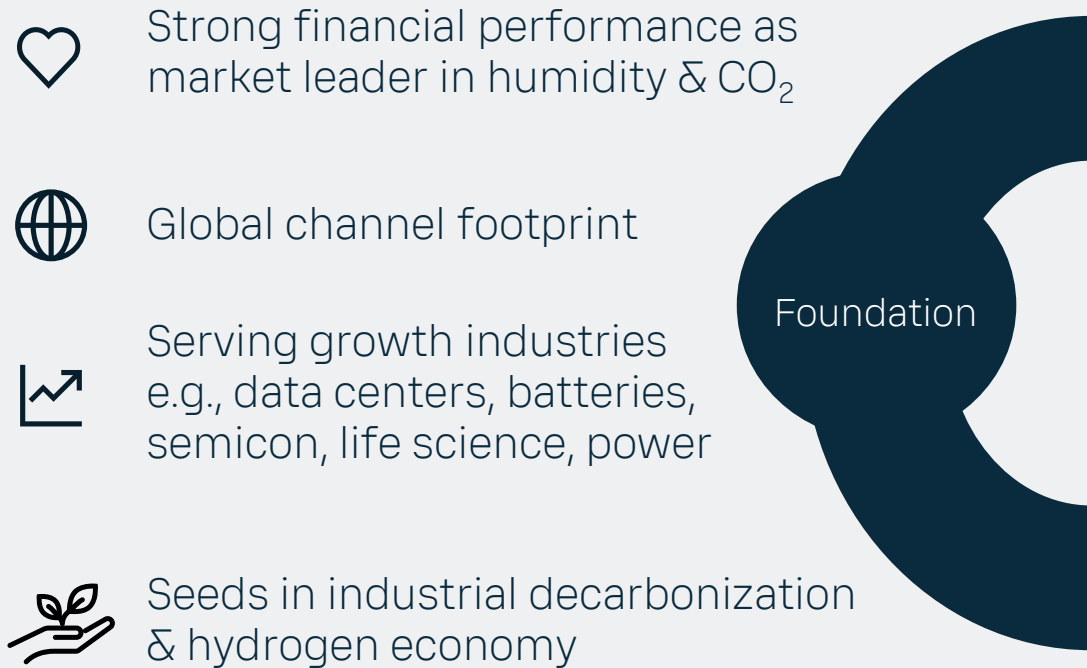 Strong financial performance as
market leader in humidity & CO₂
Global channel footprint
Foundation
Serving growth industries
e.g., data centers, batteries,
semicon, life science, power
Seeds in industrial decarbonization
& hydrogen economy